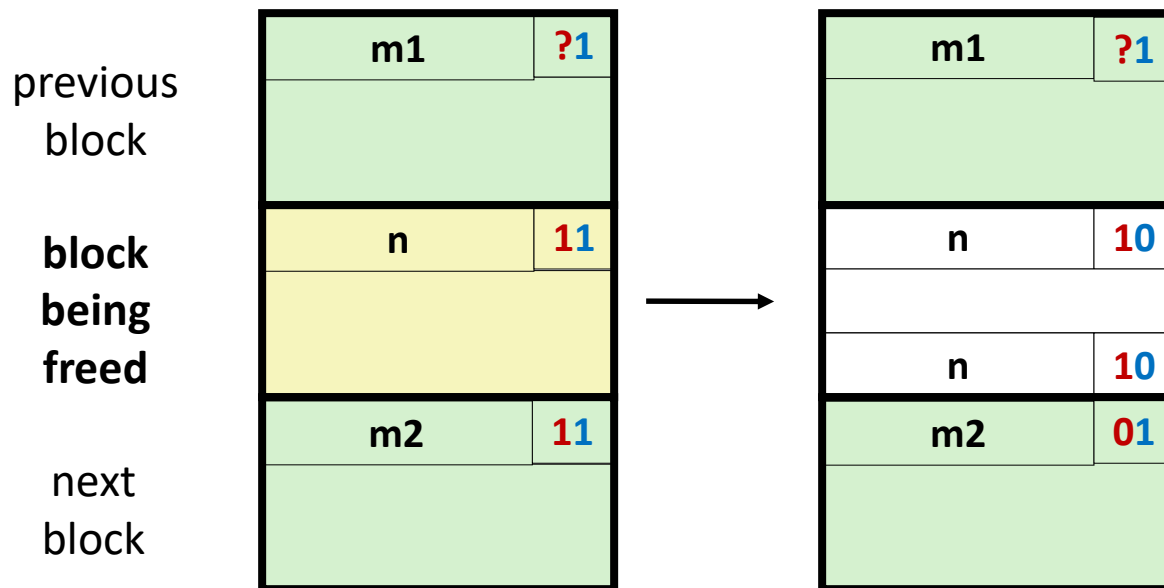 m1 ?1 m1 ?1
previous
block
n 11 n 10
block
being
freed
n 10
m2 11 m2 01
next
block